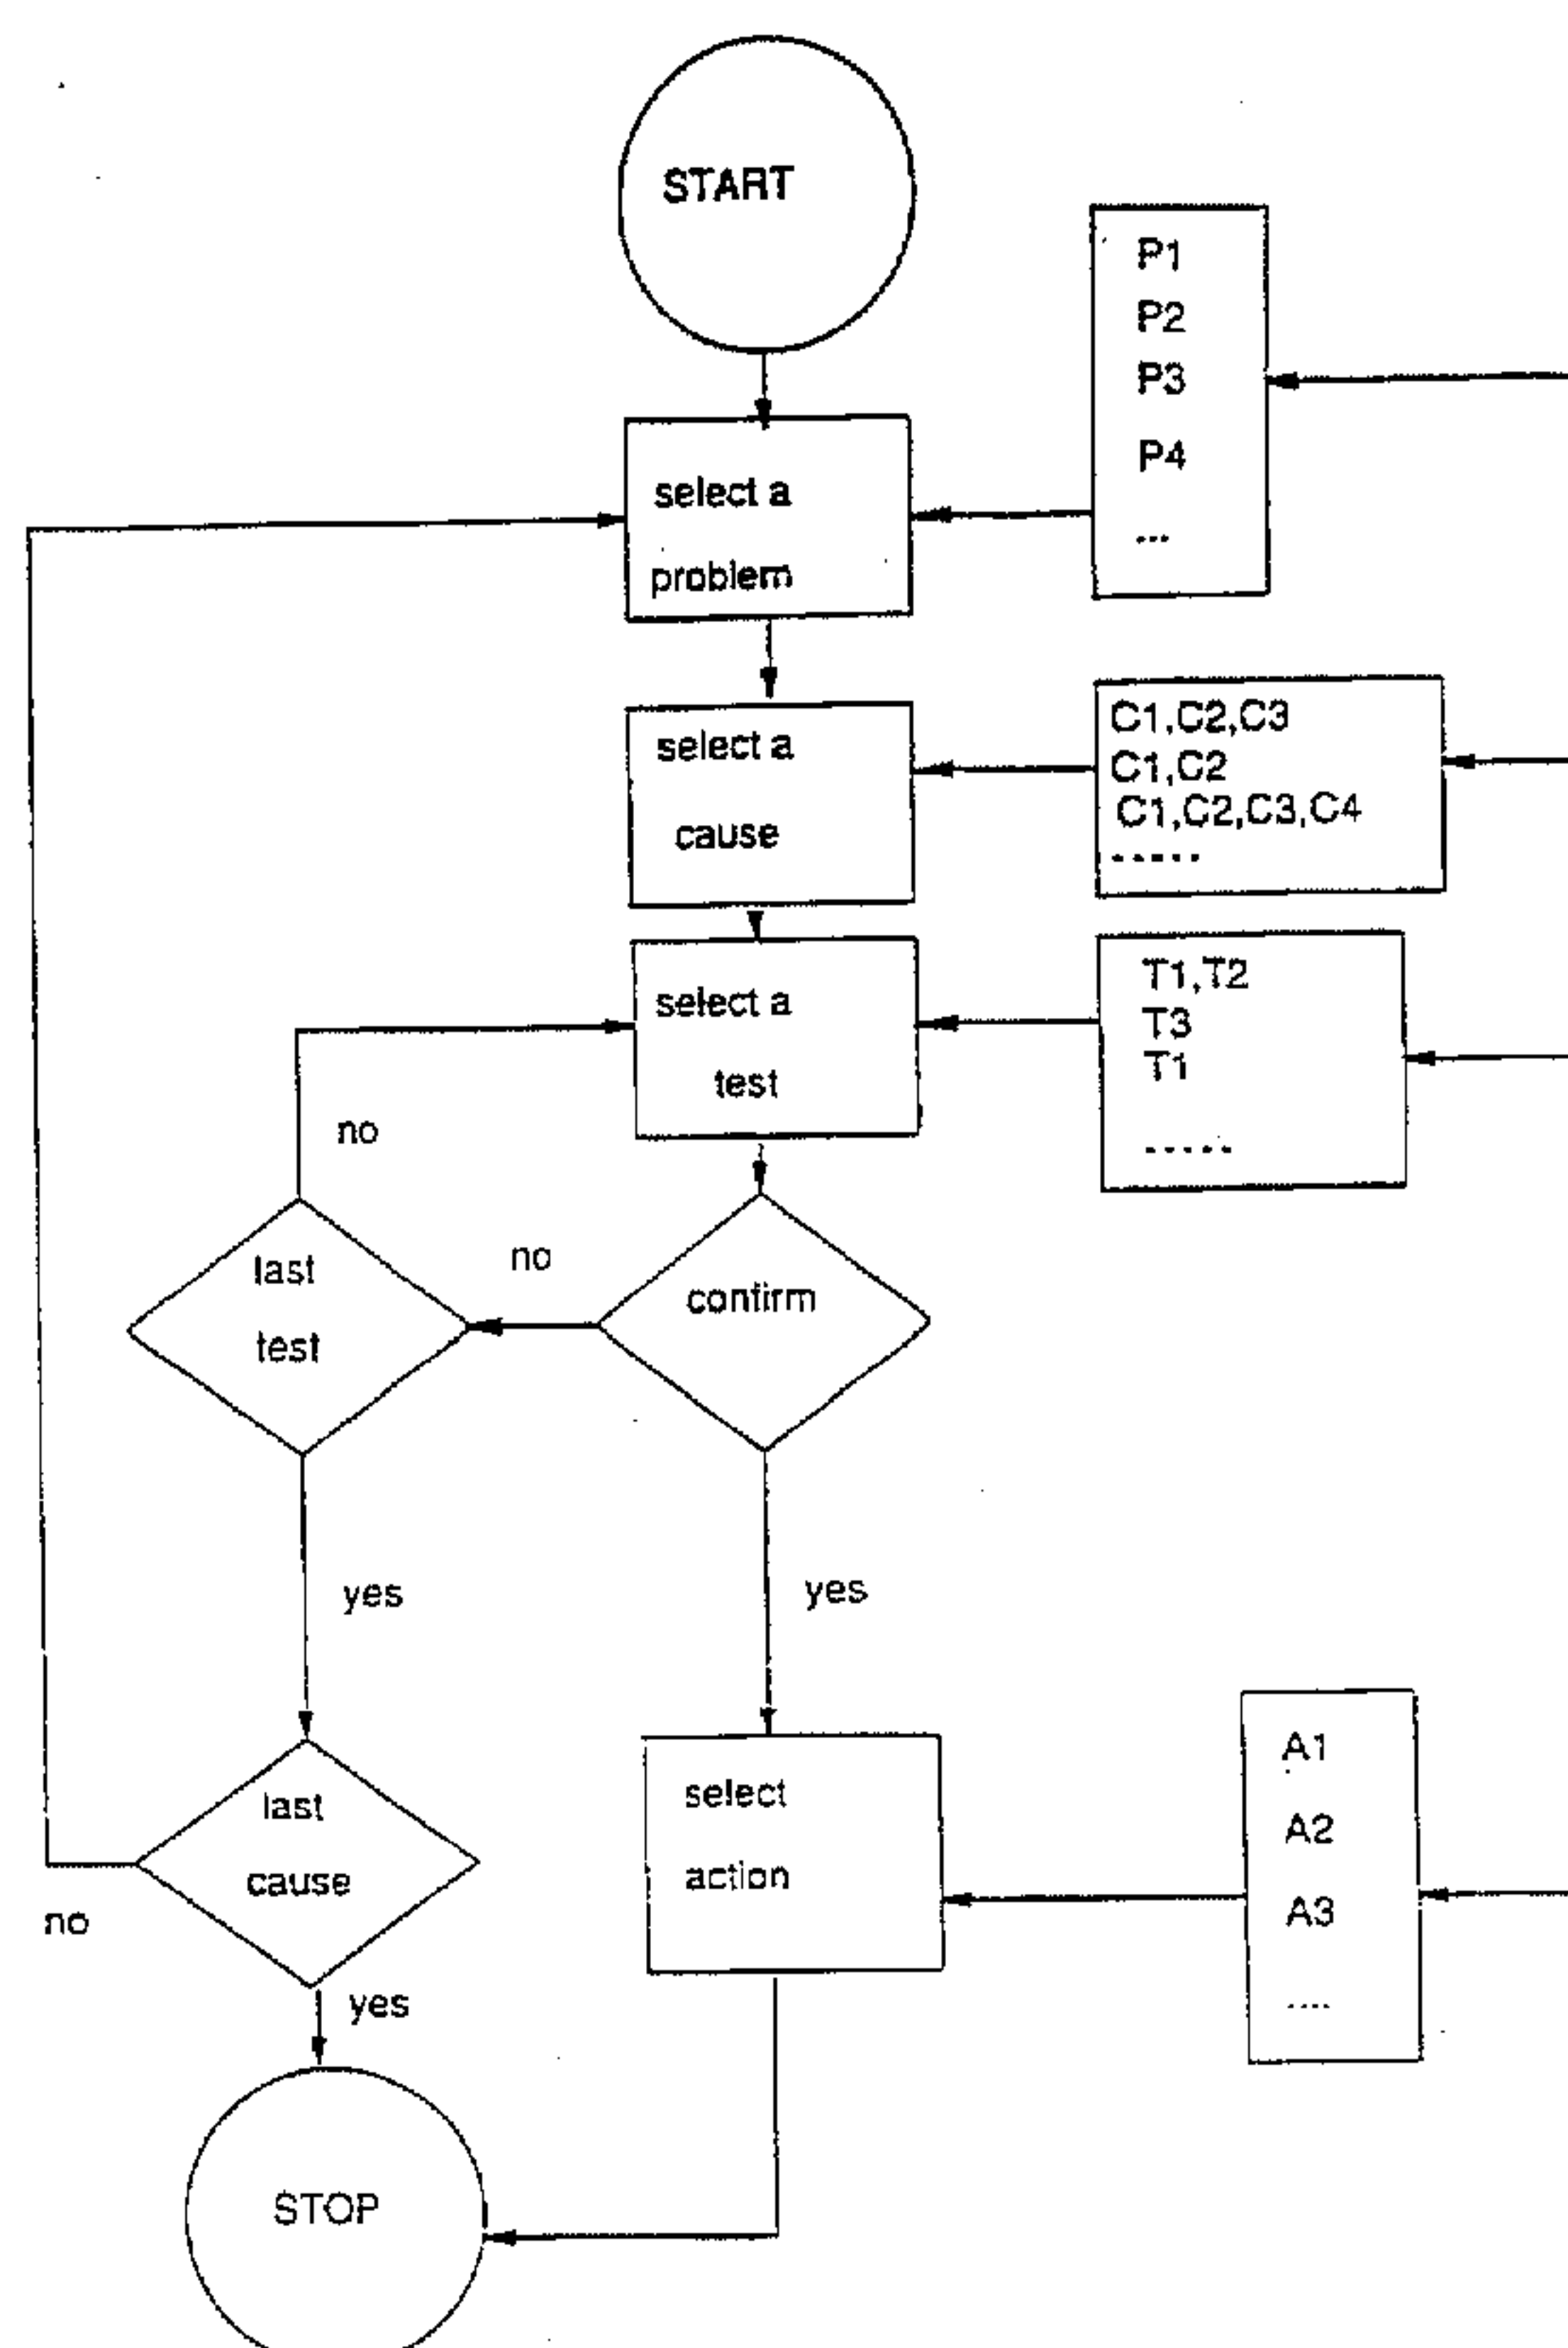 START
P1
P2
P3
P4
...
select a
problem
select a
cause
C1,C2,C3
C1,C2
C1,C2,C3,C4
.....
select a
test
T1,T2
T3
T1
.....
no
last
test
no
confirm
yes
yes
last
cause
no
yes
select
action
A1
A2
A3
....
STOP